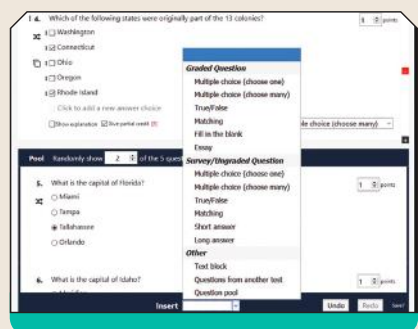 4. Which of the following states were originally part of the 13 colonies?
1 points
Washington
Connecticut
Ohio
Oregon
Rhode Island
Click to add a new answer choice
Show explanation Give partial credit
ple choice (choose many)
Graded Question
Multiple choice (choose one)
Multiple choice (choose many)
True/False
Matching
Fill in the blank
Essay
Survey/Ungraded Question
Multiple choice (choose one)
Multiple choice (choose many)
True/False
Matching
Short answer
Long answer
Other
Text block
Questions from another test
Question pool
Pool Randomly show 2 of the 5 quest
5. What is the capital of Florida?
1 points
Miami
Tampa
Tallahassee
Orlando
6. What is the capital of Idaho?
1 points
Insert
Undo Redo